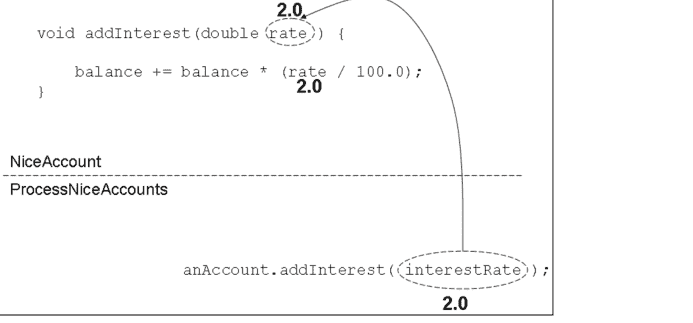 2.0
void addInterest(double rate) {
balance += balance * (rate / 100.0);
2.0
}
NiceAccount
ProcessNiceAccounts
anAccount.addInterest(interestRate);
2.0